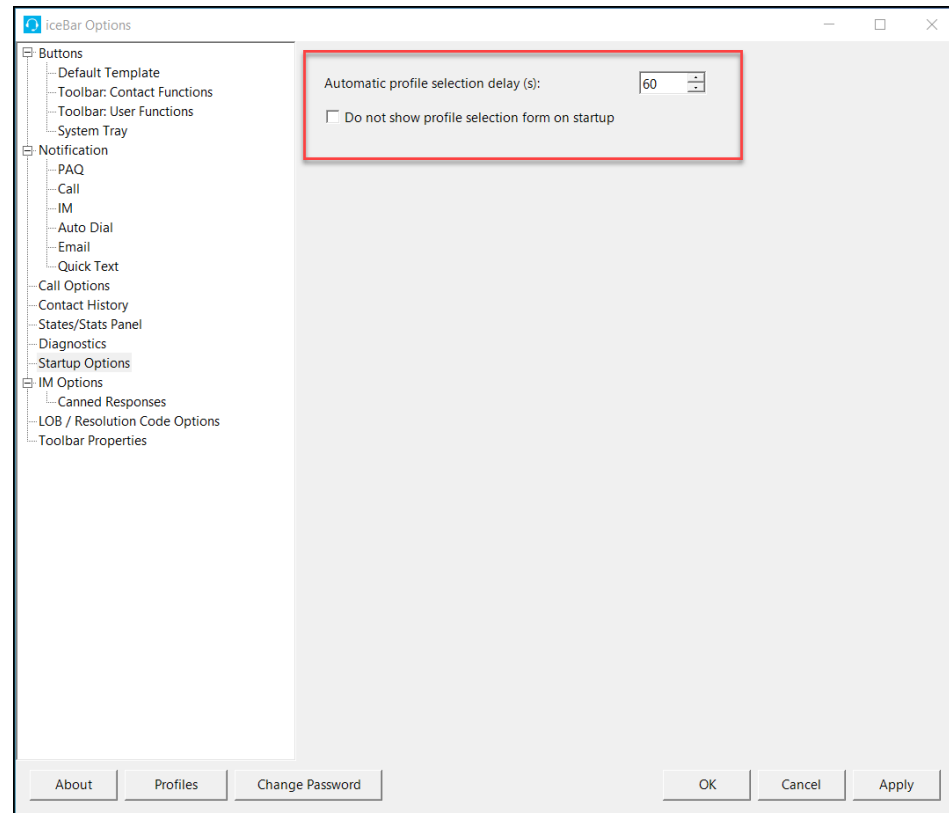 iceBar Options
Buttons
Default Template
Toolbar: Contact Functions
Toolbar: User Functions
System Tray
Notification
PAQ
Call
IM
Auto Dial
Email
Quick Text
Call Options
Contact History
States/Stats Panel
Diagnostics
Startup Options
IM Options
Canned Responses
LOB / Resolution Code Options
Toolbar Properties
Automatic profile selection delay (s): 60
Do not show profile selection form on startup
About Profiles Change Password OK Cancel Apply